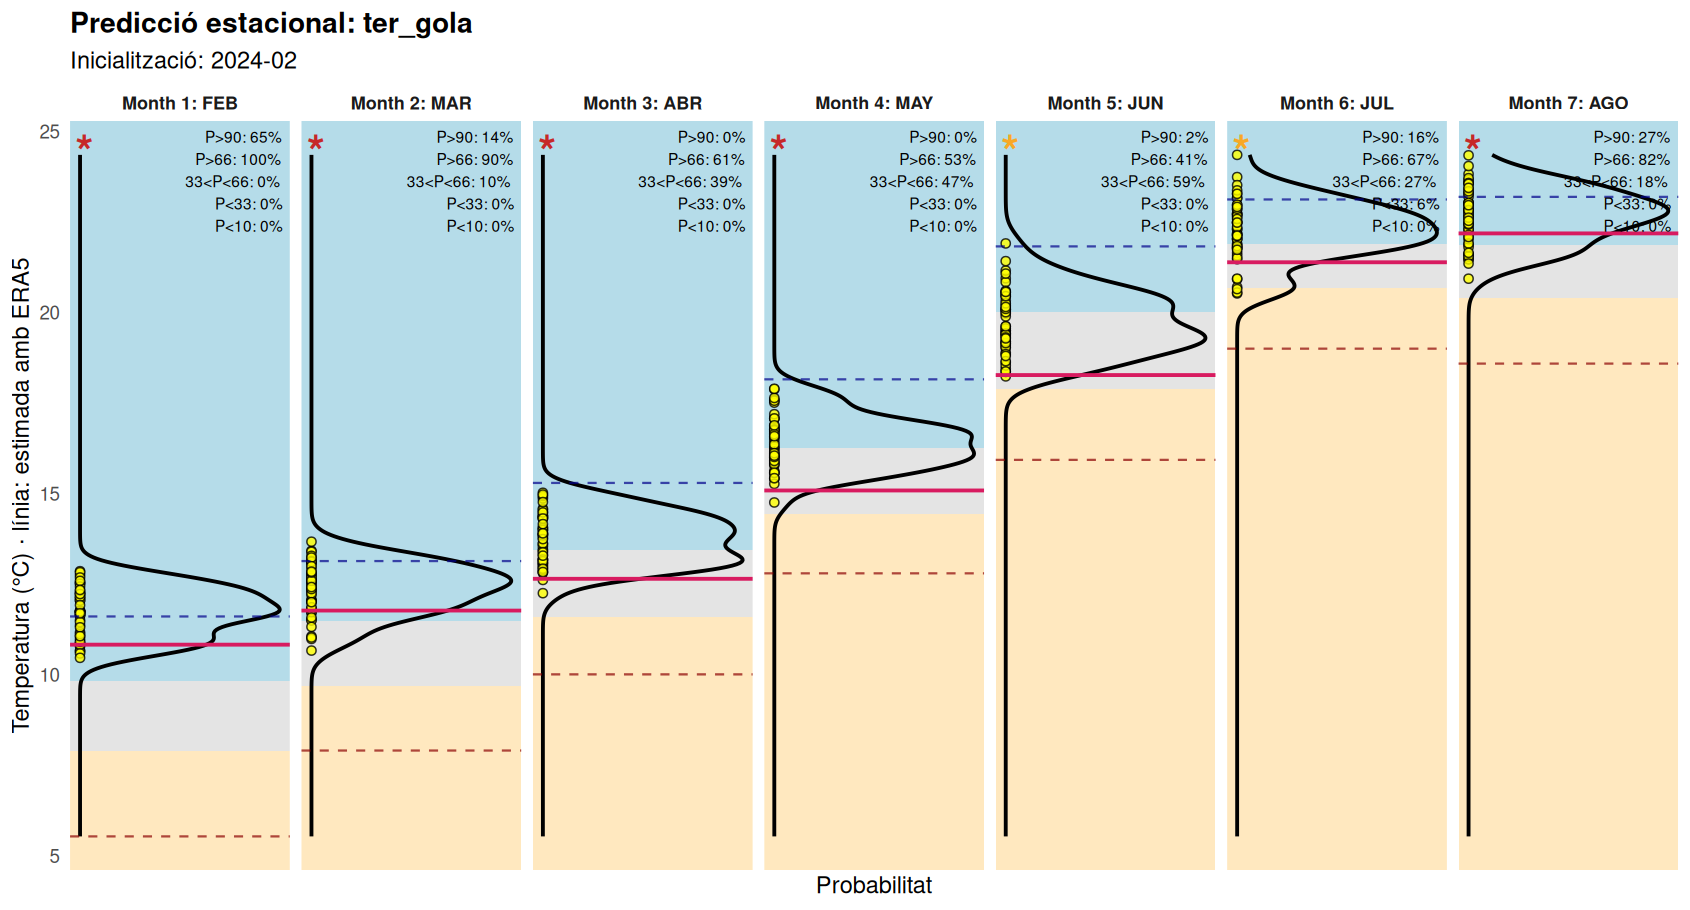 Predicció estacional: ter_gola
Inicialització: 2024-02
Month 1: FEB
Month 2: MAR
Month 3: ABR
Month 4: MAY
Month 5: JUN
Month 6: JUL
Month 7: AGO
Temperatura (°C) · línia: estimada amb ERA5
25
20
15
10
5
*
P>90: 65%
P>66: 100%
33<P<66: 0%
P<33: 0%
P<10: 0%
*
P>90: 14%
P>66: 90%
33<P<66: 10%
P<33: 0%
P<10: 0%
*
P>90: 0%
P>66: 61%
33<P<66: 39%
P<33: 0%
P<10: 0%
*
P>90: 0%
P>66: 53%
33<P<66: 47%
P<33: 0%
P<10: 0%
*
P>90: 2%
P>66: 41%
33<P<66: 59%
P<33: 0%
P<10: 0%
*
P>90: 16%
P>66: 67%
33<P<66: 27%
P<33: 6%
P<10: 0%
*
P>90: 27%
P>66: 82%
33<P<66: 18%
P<33: 0%
P<10: 0%
Probabilitat